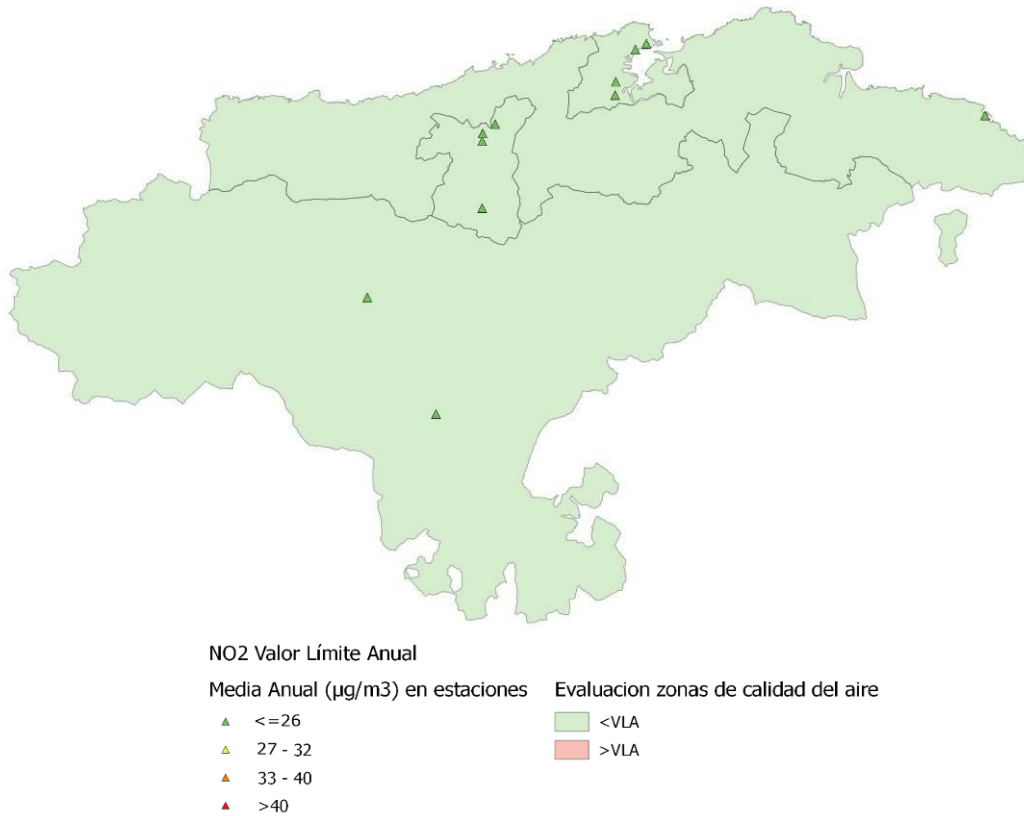 NO2 Valor Límite Anual
Media Anual (µg/m3) en estaciones
<=26
27 - 32
33 - 40
>40
Evaluacion zonas de calidad del aire
<VLA
>VLA